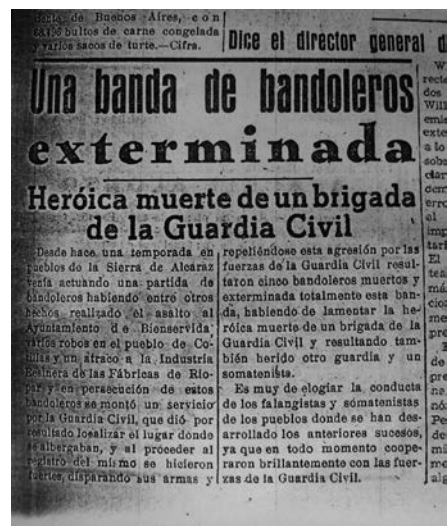 de Buenos Aires, con
bultos de carne congelada
y varios sacos de turte.—Cifra.
Dice el director general d
Una banda de bandoleros
exterminada
Heróica muerte de un brigada
de la Guardia Civil
Desde hace una temporada en
pueblos de la Sierra de Alcaraz
venía actuando una partida de
bandoleros habiendo entre otros
hechos realizado el asalto al
Ayuntamiento de Bienservida,
varios robos en el pueblo de Co-
tillas y un atraco a la Industria
Resinera de las Fábricas de Rio-
par y en persecución de estos
bandoleros se montó un servicio
por la Guardia Civil, que dió por
resultado localizar el lugar donde
se albergaban, y al proceder al
registro del mismo se hicieron
fuertes, disparando sus armas y
repeliéndose esta agresión por las
fuerzas de la Guardia Civil resul-
taron cinco bandoleros muertos y
exterminada totalmente esta ban-
da, habiendo de lamentar la he-
róica muerte de un brigada de la
Guardia Civil y resultando tam-
bién herido otro guardia y un
somatenista.
Es muy de elogiar la conducta
de los falangistas y somatenistas
de los pueblos donde se han des-
arrollado los anteriores sucesos,
ya que en todo momento coope-
raron brillantemente con las fuer-
zas de la Guardia Civil.